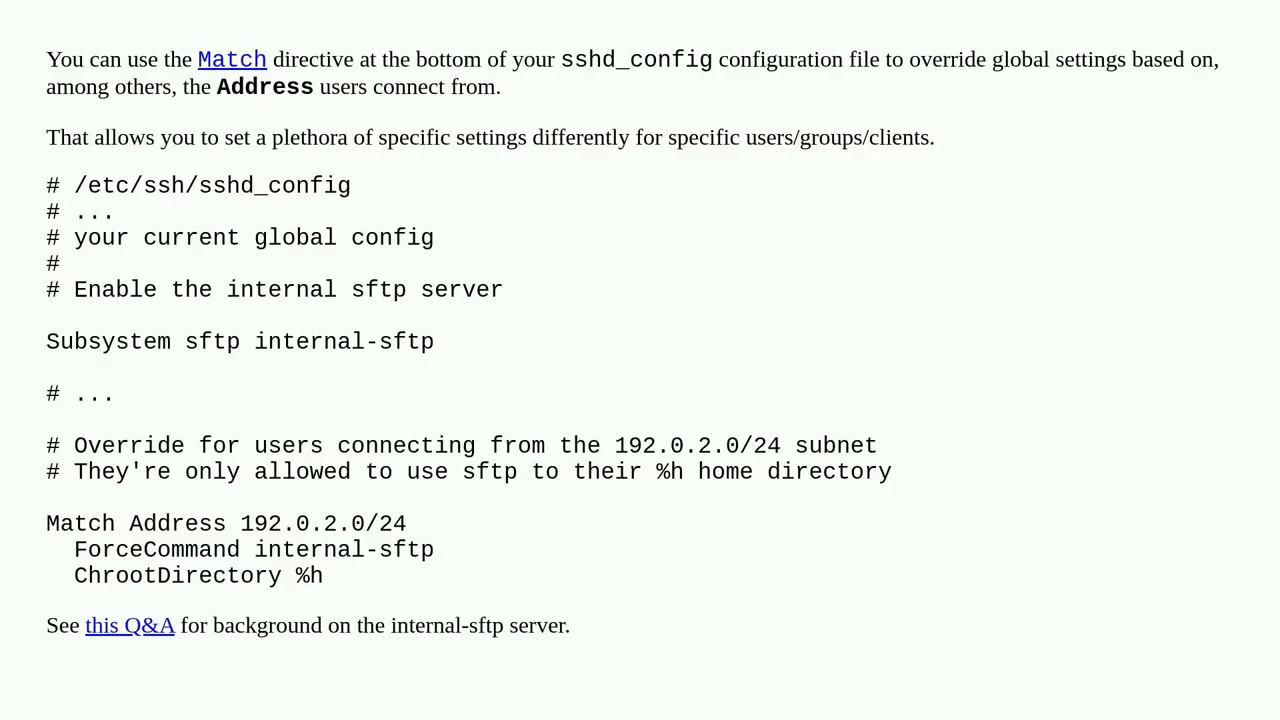 You can use the Match directive at the bottom of your sshd_config configuration file to override global settings based on,
among others, the Address users connect from.
That allows you to set a plethora of specific settings differently for specific users/groups/clients.
# /etc/ssh/sshd_config
# ...
# your current global config
#
# Enable the internal sftp server
Subsystem sftp internal-sftp
# ...
# Override for users connecting from the 192.0.2.0/24 subnet
# They're only allowed to use sftp to their %h home directory
Match Address 192.0.2.0/24
  ForceCommand internal-sftp
  ChrootDirectory %h
See this Q&A for background on the internal-sftp server.